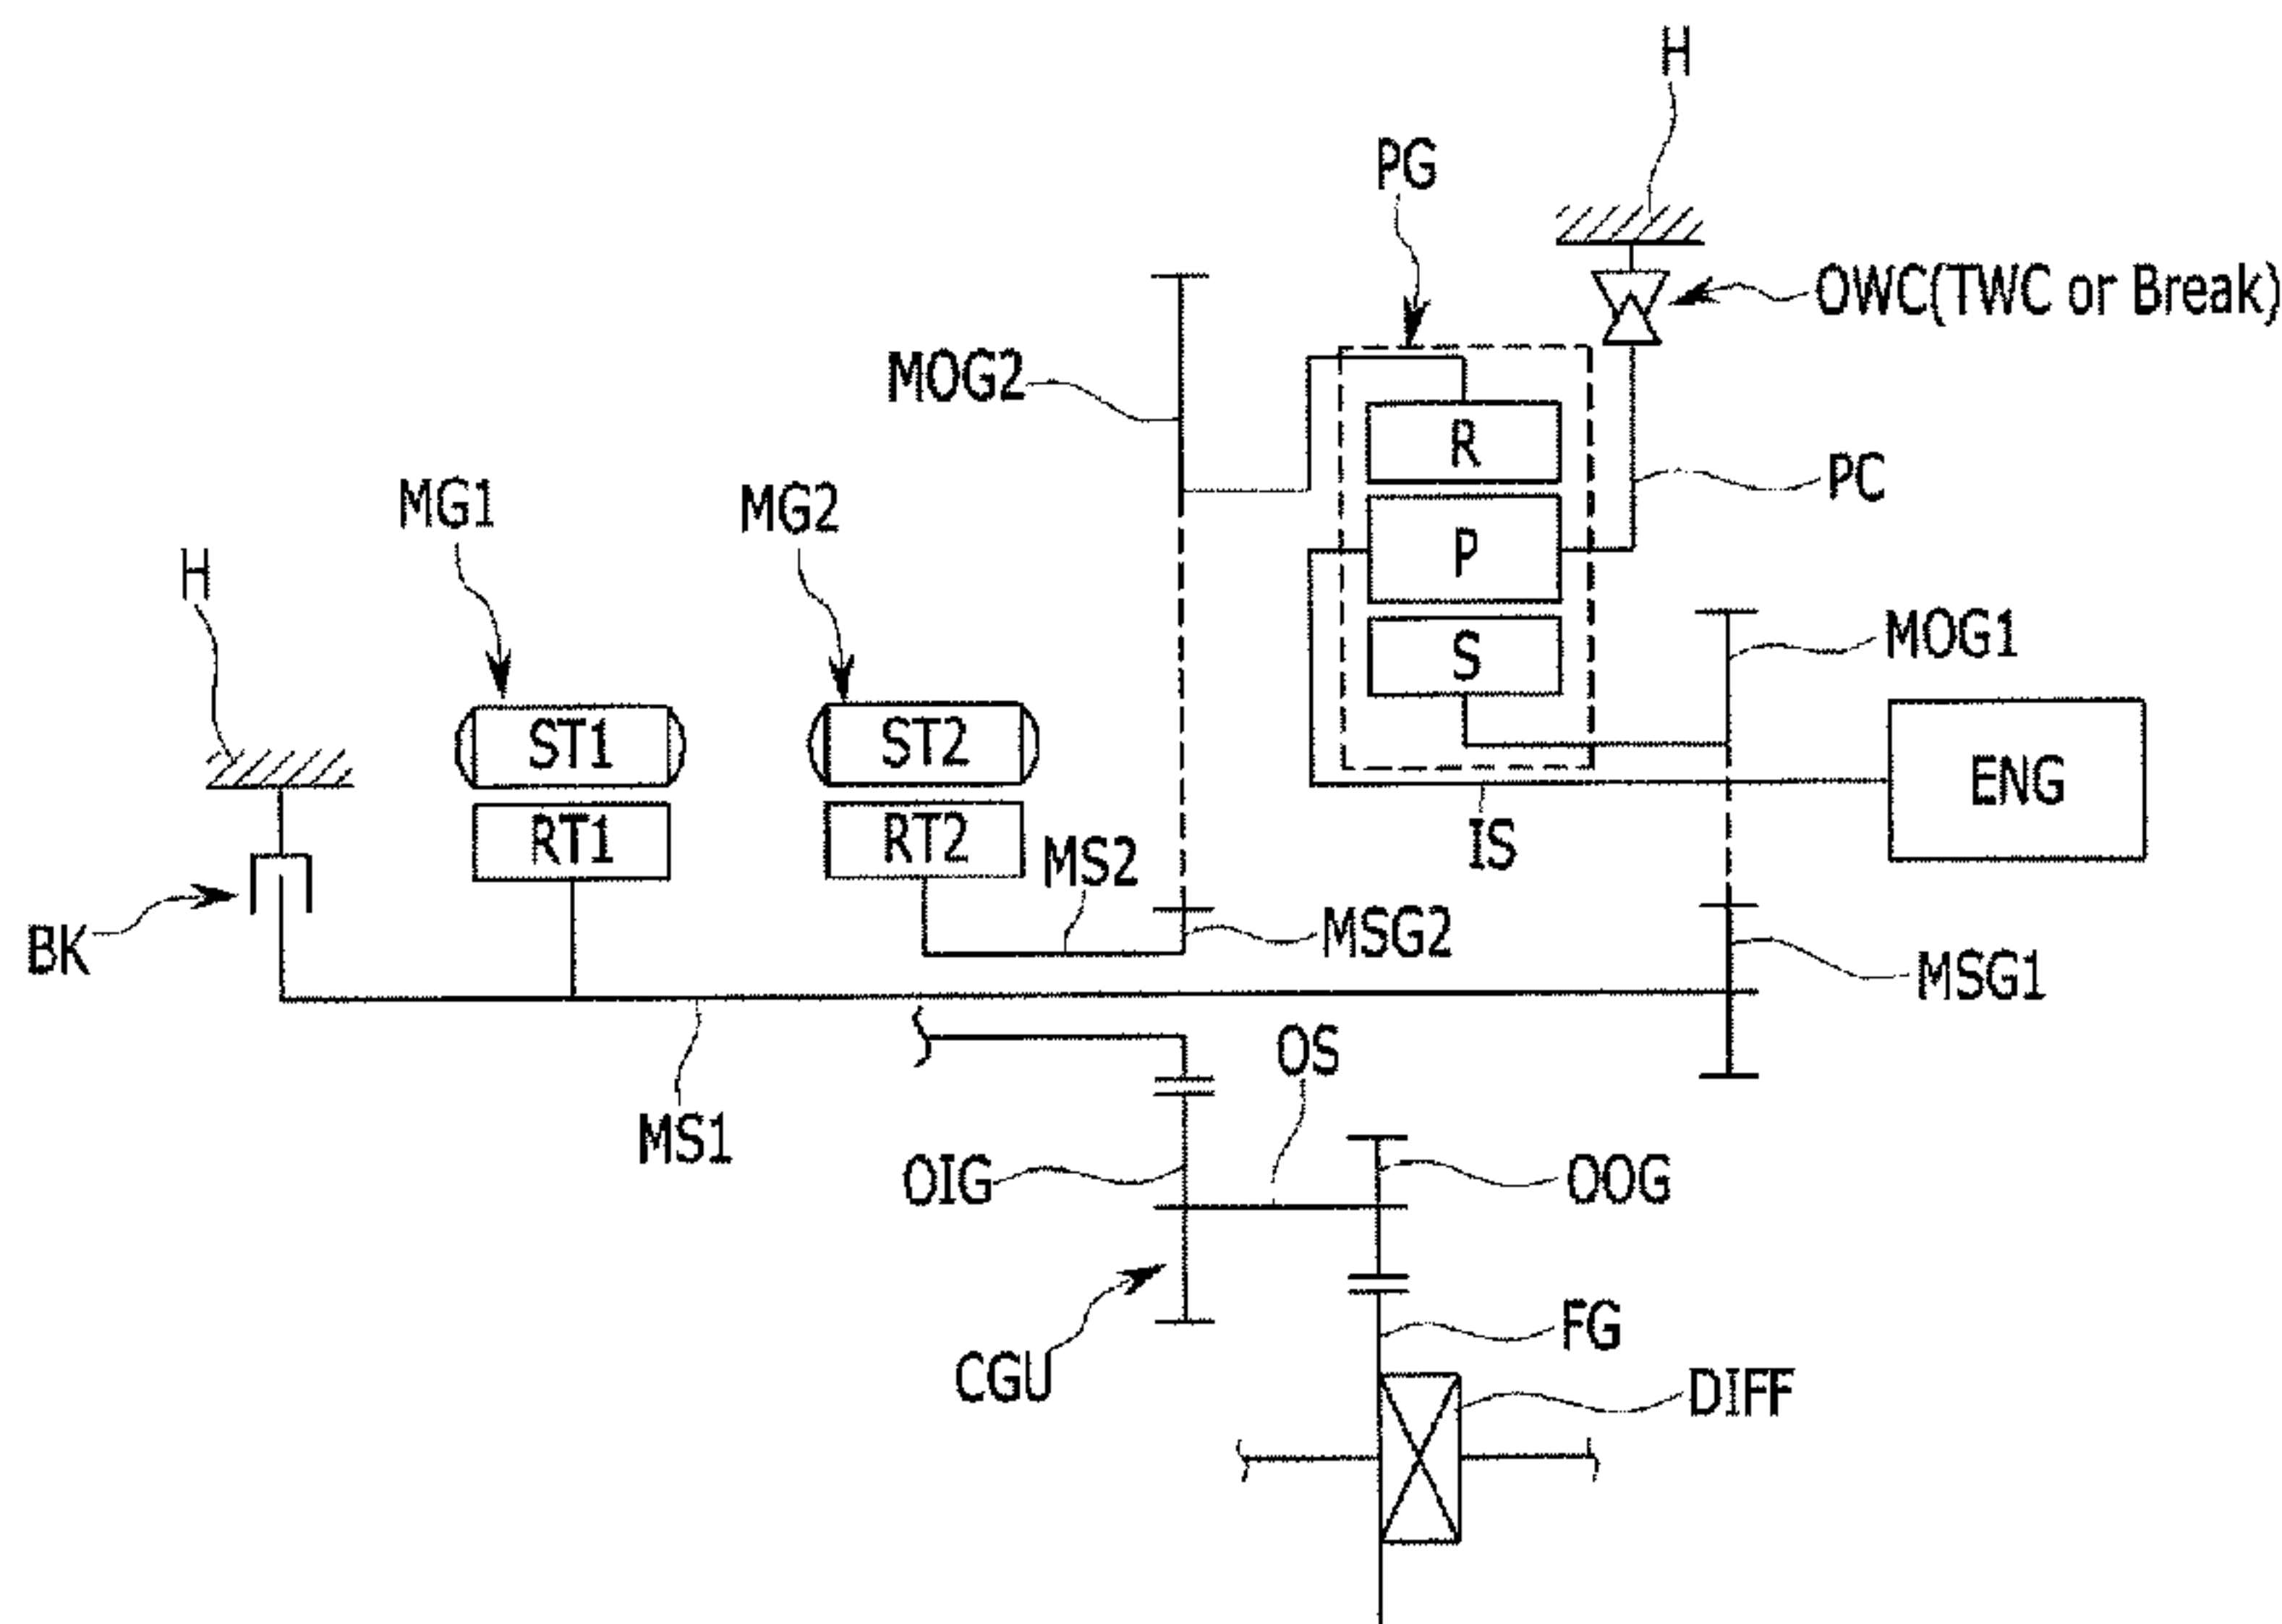 H
PG
OWC(TWC or Break)
MOG2
R
PC
MG1
MG2
H
P
MOG1
S
ST1
ST2
ENG
RT1
RT2
MS2
IS
BK
MSG2
MSG1
OS
MS1
OIG
OOG
FG
CGU
DIFF